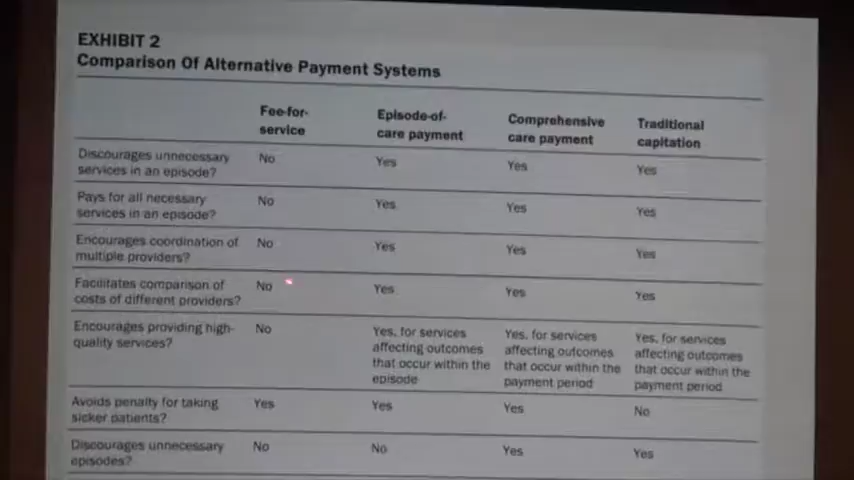 EXHIBIT 2
Comparison Of Alternative Payment Systems
Fee-for-
service
Episode-of-
care payment
Comprehensive
care payment
Traditional
capitation
Discourages unnecessary
services in an episode?
No
Yes
Yes
Yes
Pays for all necessary
services in an episode?
No
Yes
Yes
Yes
Encourages coordination of
multiple providers?
No
Yes
Yes
Yes
Facilitates comparison of
costs of different providers?
No
Yes
Yes
Yes
Encourages providing high-
quality services?
No
Yes, for services
affecting outcomes
that occur within the
episode
Yes, for services
affecting outcomes
that occur within the
payment period
Yes, for services
affecting outcomes
that occur within the
payment period
Avoids penalty for taking
sicker patients?
Yes
Yes
Yes
No
Discourages unnecessary
episodes?
No
No
Yes
Yes